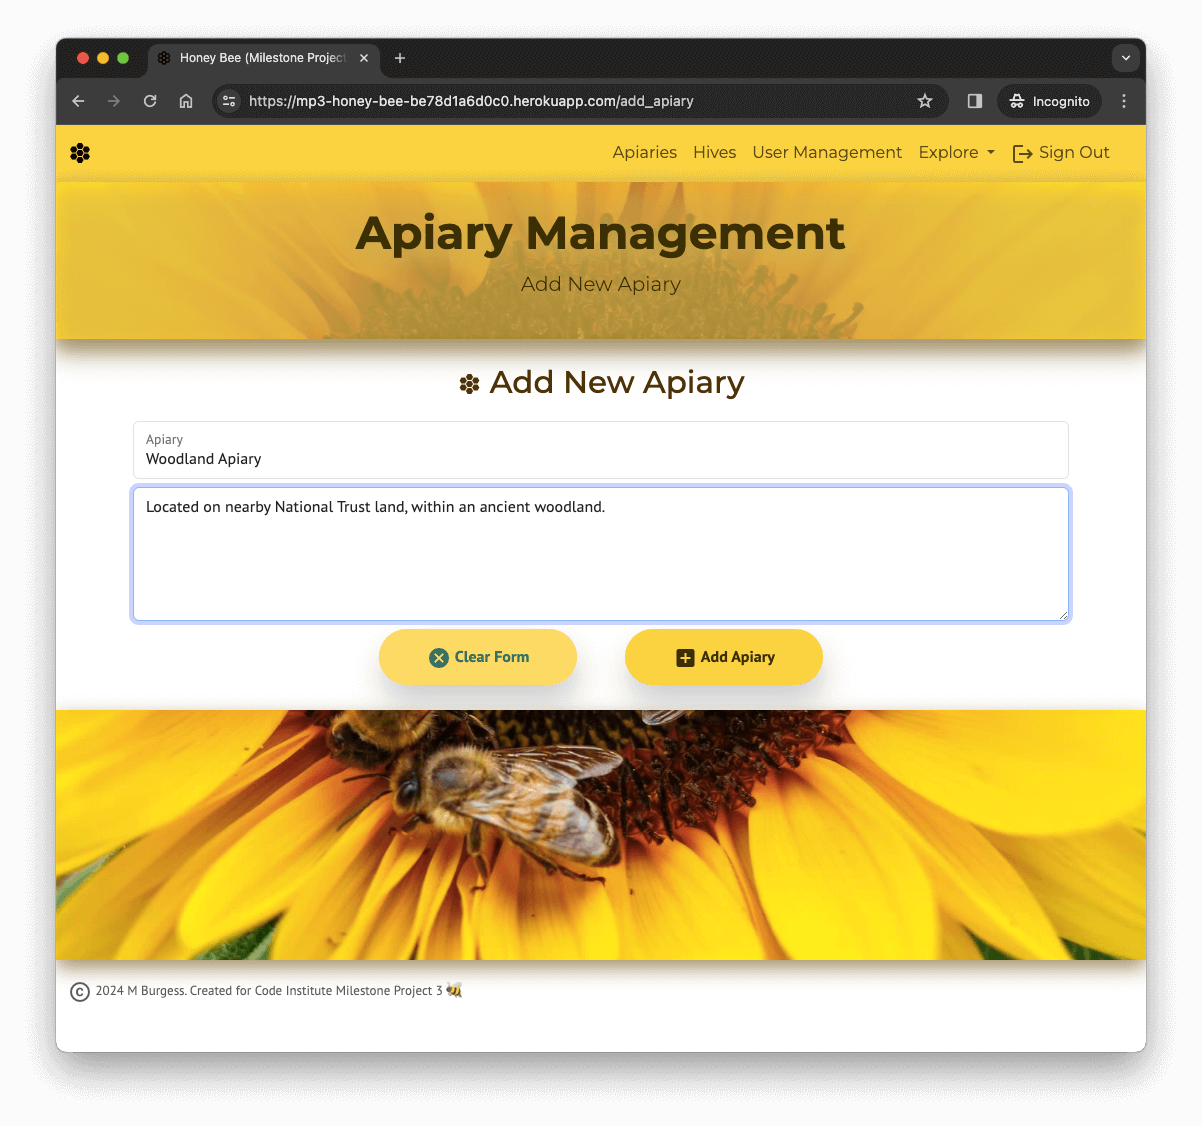 Honey Bee (Milestone Project
https://mp3-honey-bee-be78d1a6d0c0.herokuapp.com/add_apiary
Incognito
Apiaries Hives User Management Explore Sign Out
Apiary Management
Add New Apiary
Add New Apiary
Apiary
Woodland Apiary
Located on nearby National Trust land, within an ancient woodland.
Clear Form Add Apiary
© 2024 M Burgess. Created for Code Institute Milestone Project 3 🐝